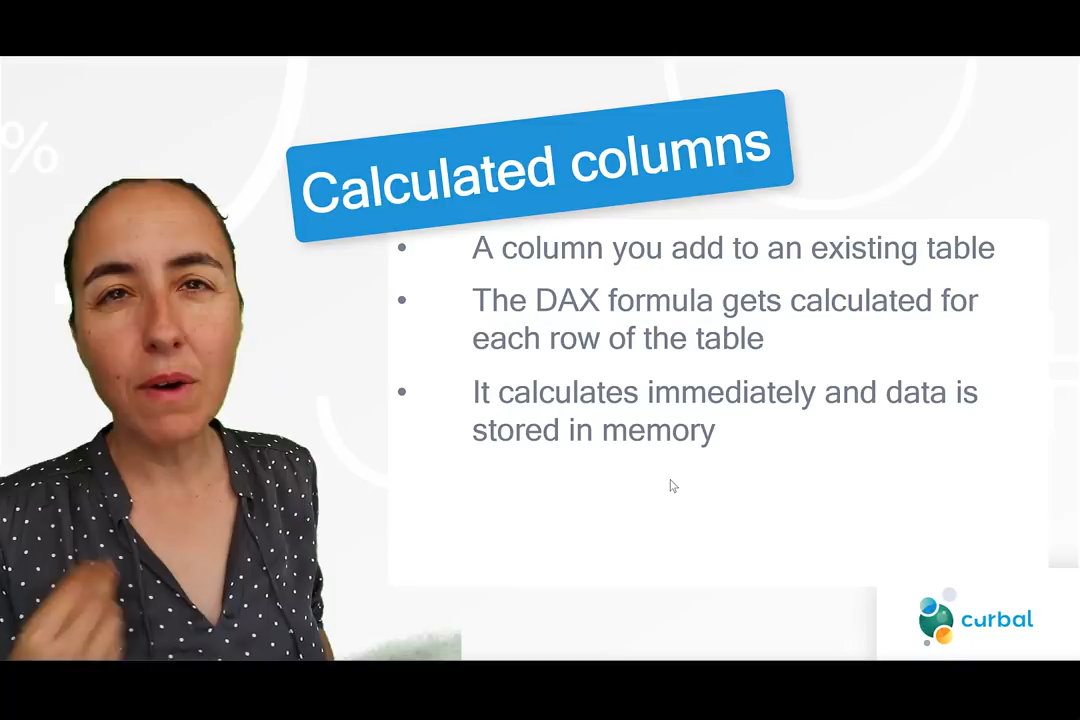 %
Calculated columns
• A column you add to an existing table
• The DAX formula gets calculated for
each row of the table
• It calculates immediately and data is
stored in memory
curbal